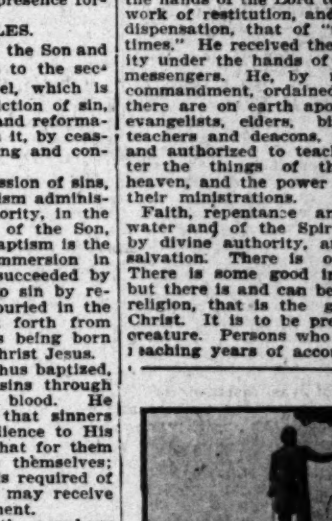 presence for-
LES.
the Son and
to the sec-
el, which is
ction of sin,
and reforma-
it, by ceas-
ng and con-
ssion of sins,
ism adminis-
ority, in the
of the Son,
aptism is the
mmersion in
succeeded by
o sin by re-
ouried in the
forth from
s being born
hrist Jesus.
hus baptized,
sins through
blood. He
that sinners
lience to His
hat for them
themselves;
s required of
may receive
ment.
the hands of the Lord to
work of restitution, and
dispensation, that of "
times." He received the
ity under the hands of
messengers. He, by
commandment, ordained
there are on earth apo
evangelists, elders, bi
teachers and deacons,
and authorized to teac
ter the things of th
heaven, and the power
their ministrations.
Faith, repentance an
water and of the Spir
by divine authority, a
salvation. There is o
There is some good i
but there is and can be
religion, that is the g
Christ. It is to be pre
creature. Persons who
reaching years of acco